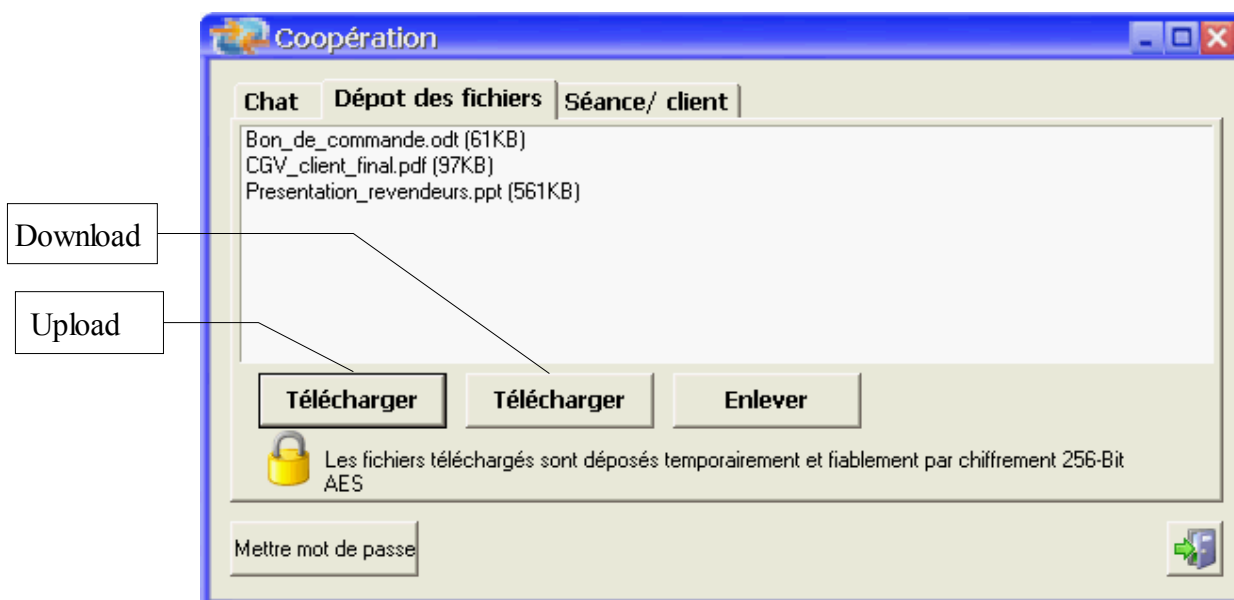 Coopération
Chat Dépot des fichiers Séance/ client
Bon_de_commande.odt (61KB)
CGV_client_final.pdf (97KB)
Presentation_revendeurs.ppt (561KB)
Download
Upload
Télécharger Télécharger Enlever
Les fichiers téléchargés sont déposés temporairement et fiablement par chiffrement 256-Bit
AES
Mettre mot de passe